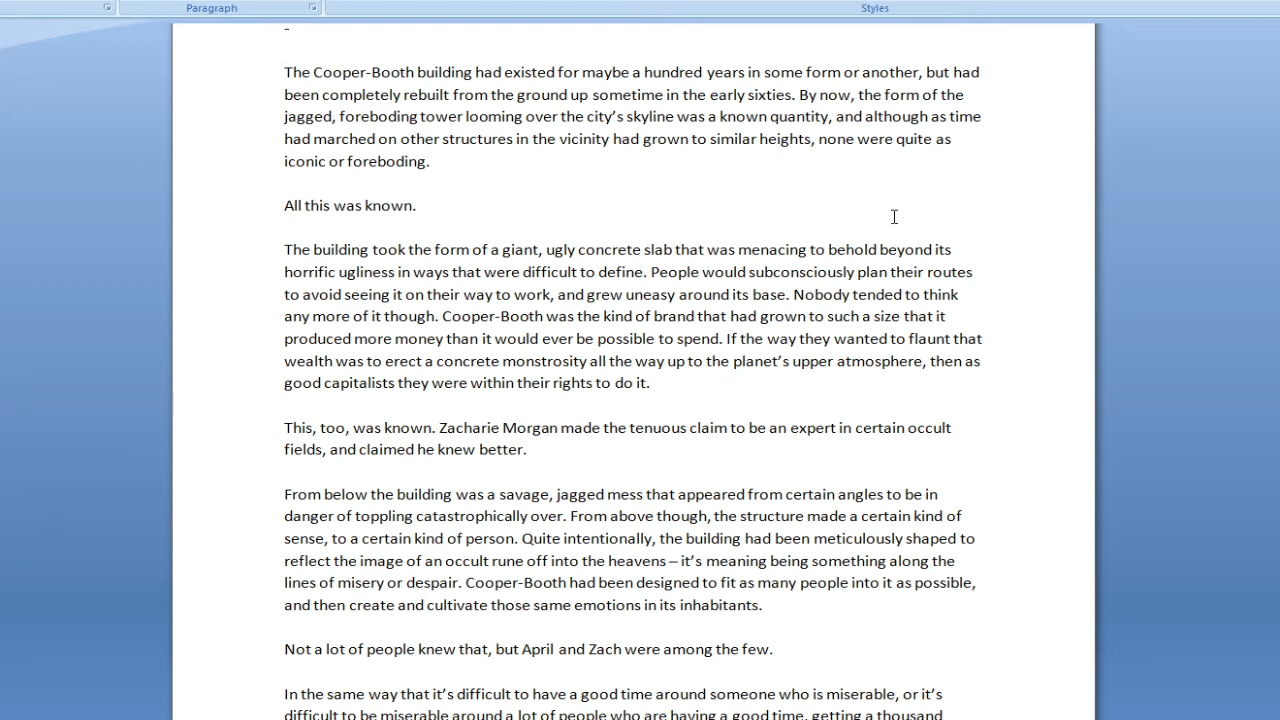 Paragraph
Styles
-
The Cooper-Booth building had existed for maybe a hundred years in some form or another, but had
been completely rebuilt from the ground up sometime in the early sixties. By now, the form of the
jagged, foreboding tower looming over the city’s skyline was a known quantity, and although as time
had marched on other structures in the vicinity had grown to similar heights, none were quite as
iconic or foreboding.
All this was known.
The building took the form of a giant, ugly concrete slab that was menacing to behold beyond its
horrific ugliness in ways that were difficult to define. People would subconsciously plan their routes
to avoid seeing it on their way to work, and grew uneasy around its base. Nobody tended to think
any more of it though. Cooper-Booth was the kind of brand that had grown to such a size that it
produced more money than it would ever be possible to spend. If the way they wanted to flaunt that
wealth was to erect a concrete monstrosity all the way up to the planet’s upper atmosphere, then as
good capitalists they were within their rights to do it.
This, too, was known. Zacharie Morgan made the tenuous claim to be an expert in certain occult
fields, and claimed he knew better.
From below the building was a savage, jagged mess that appeared from certain angles to be in
danger of toppling catastrophically over. From above though, the structure made a certain kind of
sense, to a certain kind of person. Quite intentionally, the building had been meticulously shaped to
reflect the image of an occult rune off into the heavens – it’s meaning being something along the
lines of misery or despair. Cooper-Booth had been designed to fit as many people into it as possible,
and then create and cultivate those same emotions in its inhabitants.
Not a lot of people knew that, but April and Zach were among the few.
In the same way that it’s difficult to have a good time around someone who is miserable, or it’s
difficult to be miserable around a lot of people who are having a good time, getting a thousand